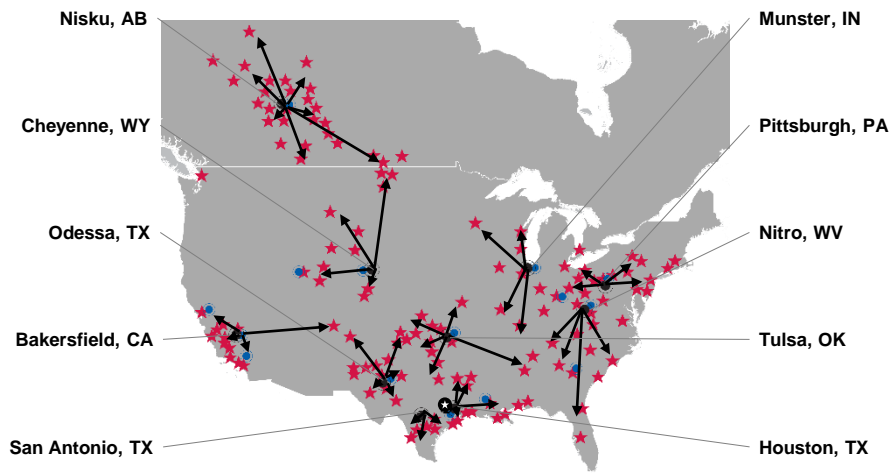 Nisku, AB
Munster, IN
Cheyenne, WY
Pittsburgh, PA
Odessa, TX
Nitro, WV
Bakersfield, CA
Tulsa, OK
San Antonio, TX
Houston, TX